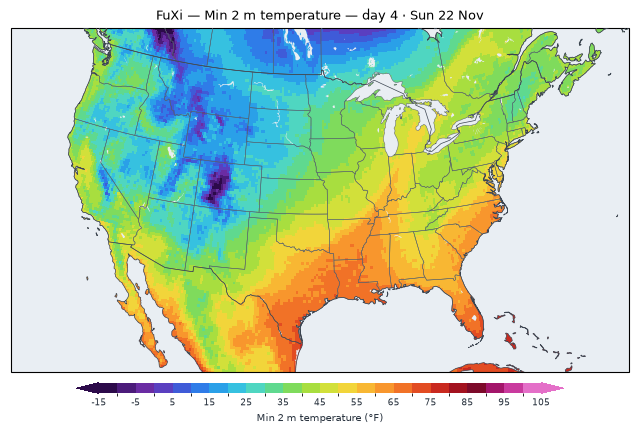 FuXi — Min 2 m temperature — day 4 · Sun 22 Nov
-15 -5 5 15 25 35 45 55 65 75 85 95 105
Min 2 m temperature (°F)